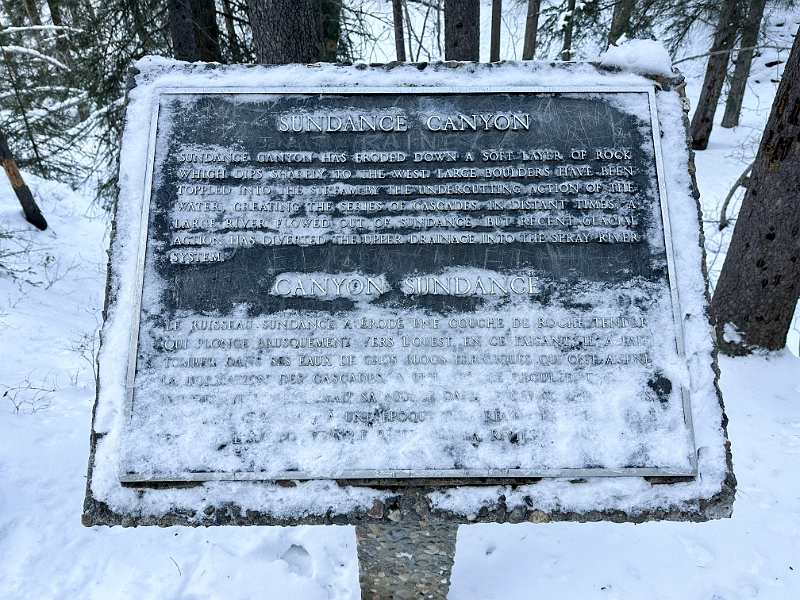 SUNDANCE CANYON
SUNDANCE CANYON HAS ERODED DOWN A SOFT LAYER OF ROCK
WHICH DIPS SHARPLY TO THE WEST. LARGE BOULDERS HAVE BEEN
TOPPLED INTO THE STREAM BY THE UNDERCUTTING ACTION OF THE
WATER, CREATING THE SERIES OF CASCADES. IN DISTANT TIMES, A
LARGE RIVER FLOWED OUT OF SUNDANCE, BUT RECENT GLACIAL
ACTION HAS DIVERTED THE UPPER DRAINAGE INTO THE SPRAY RIVER
SYSTEM.
CANYON SUNDANCE
LE RUISSEAU SUNDANCE A ÉRODÉ UNE COUCHE DE ROCHE TENDRE
QUI PLONGE BRUSQUEMENT VERS L'OUEST. EN CE FAISANT, IL A FAIT
TOMBER DANS SES EAUX DE GROS BLOCS ERRATIQUES QUI ONT AMENÉ
LA FORMATION DES CASCADES.
SA DANS
UNE ÉPOQUE
LA